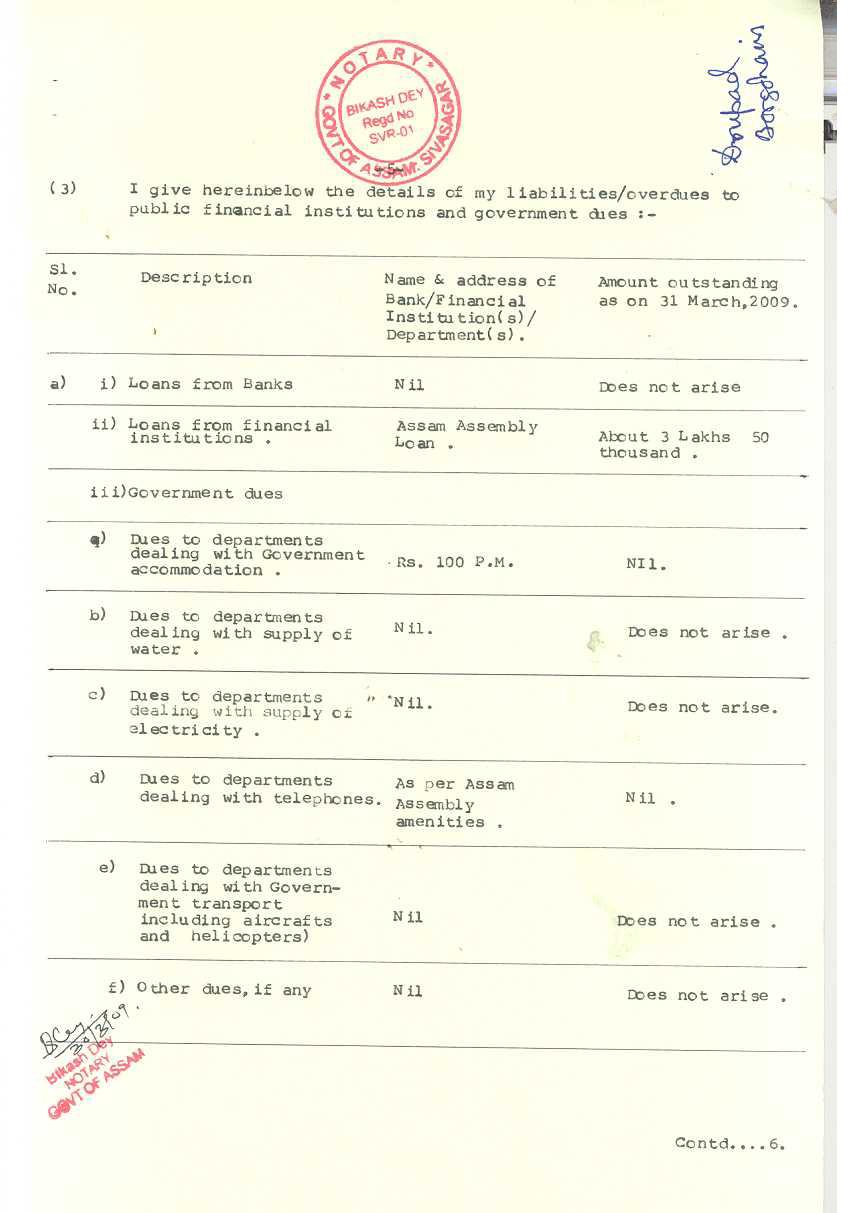 Drupad
Borgohain
* NOTARY *
GOVT OF ASSAM. SIVASAGAR
BIKASH DEY
Regd No
SVR-01
- 5 -
(3) I give hereinbelow the details of my liabilities/overdues to
public financial institutions and government dues :-
Sl. Description Name & address of Amount outstanding
No. Bank/Financial as on 31 March,2009.
Institution(s)/
Department(s).
a) i) Loans from Banks Nil Does not arise
ii) Loans from financial Assam Assembly About 3 Lakhs 50
institutions . Loan . thousand .
iii)Government dues
a) Dues to departments
dealing with Government Rs. 100 P.M. NIl.
accommodation .
b) Dues to departments
dealing with supply of Nil. Does not arise .
water .
c) Dues to departments " Nil. Does not arise.
dealing with supply of
electricity .
d) Dues to departments As per Assam
dealing with telephones. Assembly Nil .
amenities .
e) Dues to departments
dealing with Govern-
ment transport
including aircrafts Nil Does not arise .
and helicopters)
f) Other dues, if any Nil Does not arise .
BDey
30/3/09.
Bikash Dey
NOTARY
GOVT OF ASSAM
Contd....6.